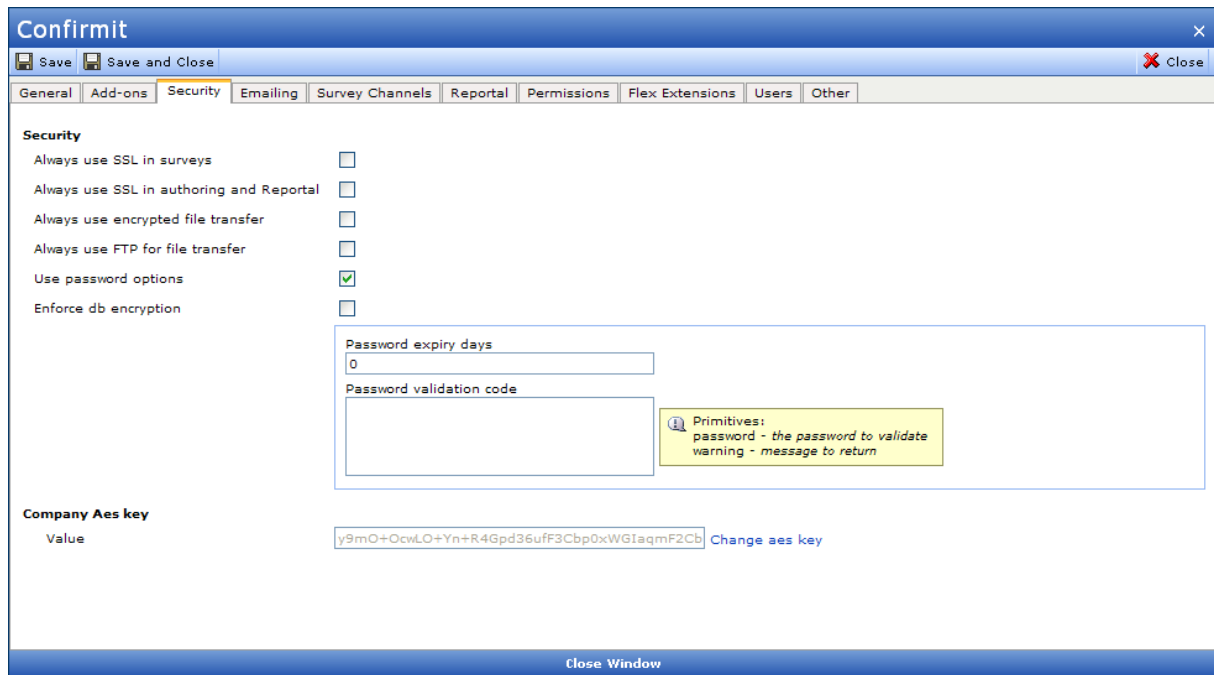 Confirmit
Save Save and Close Close
General Add-ons Security Emailing Survey Channels Reportal Permissions Flex Extensions Users Other
Security
Always use SSL in surveys
Always use SSL in authoring and Reportal
Always use encrypted file transfer
Always use FTP for file transfer
Use password options
Enforce db encryption
Password expiry days
0
Password validation code
Primitives:
password - the password to validate
warning - message to return
Company Aes key
Value y9mO+OcwLO+Yn+R4Gpd36ufF3Cbp0xWGIaqmF2Cb Change aes key
Close Window